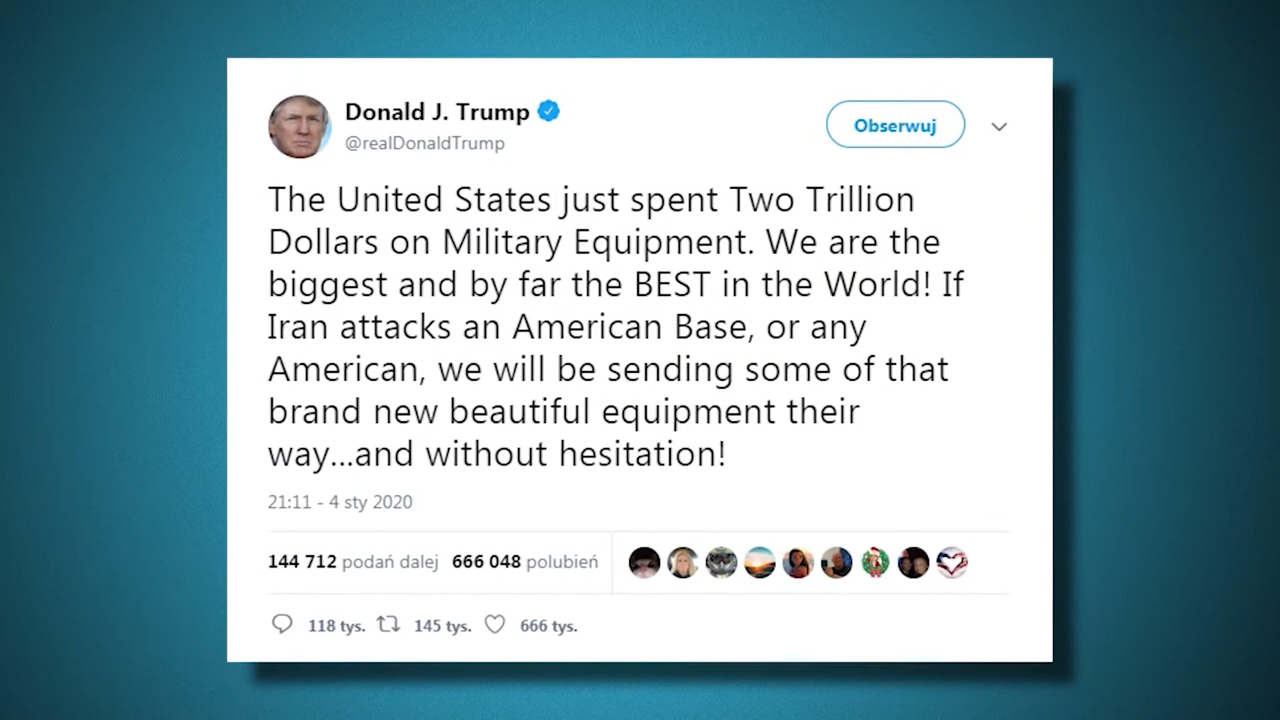 Donald J. Trump
@realDonaldTrump
Obserwuj
The United States just spent Two Trillion
Dollars on Military Equipment. We are the
biggest and by far the BEST in the World! If
Iran attacks an American Base, or any
American, we will be sending some of that
brand new beautiful equipment their
way...and without hesitation!
21:11 - 4 sty 2020
144 712 podań dalej 666 048 polubień
118 tys. 145 tys. 666 tys.